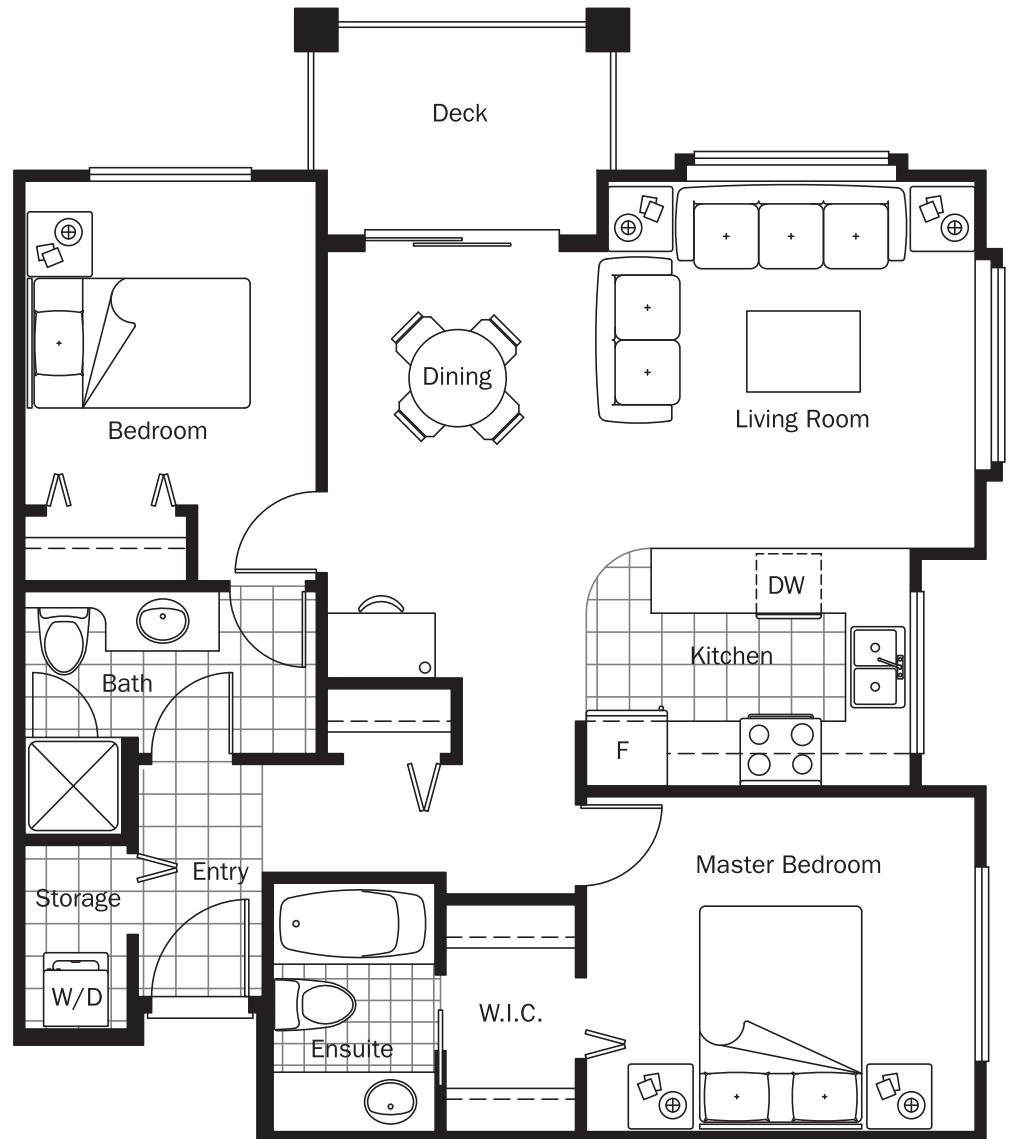 Deck
Dining
Living Room
Bedroom
DW
Kitchen
Bath
F
Master Bedroom
Entry
Storage
W/D
W.I.C.
Ensuite